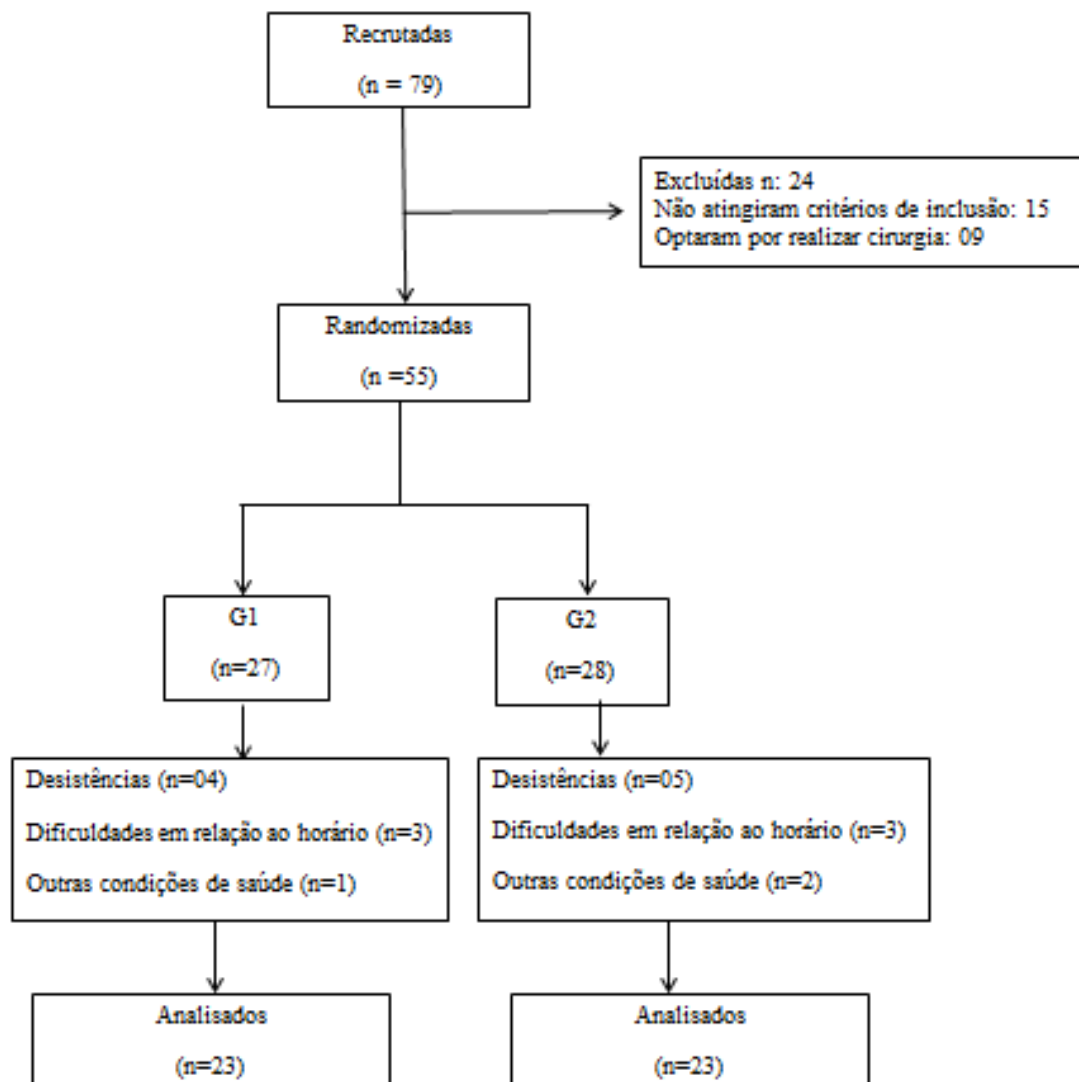 Recrutadas
(n = 79)
Excluídas n: 24
Não atingiram critérios de inclusão: 15
Optaram por realizar cirurgia: 09
Randomizadas
(n =55)
G1
(n=27)
G2
(n=28)
Desistências (n=04)
Dificuldades em relação ao horário (n=3)
Outras condições de saúde (n=1)
Desistências (n=05)
Dificuldades em relação ao horário (n=3)
Outras condições de saúde (n=2)
Analisados
(n=23)
Analisados
(n=23)